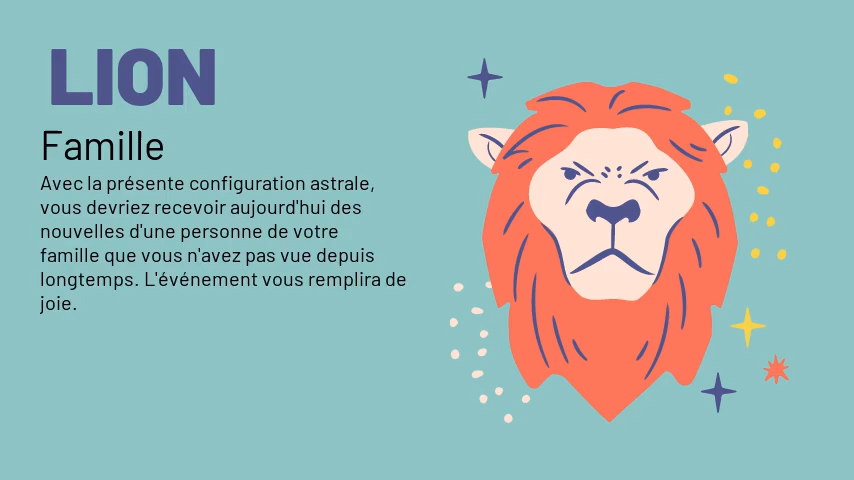 LION
Famille
Avec la présente configuration astrale,
vous devriez recevoir aujourd'hui des
nouvelles d'une personne de votre
famille que vous n'avez pas vue depuis
longtemps. L'événement vous remplira de
joie.